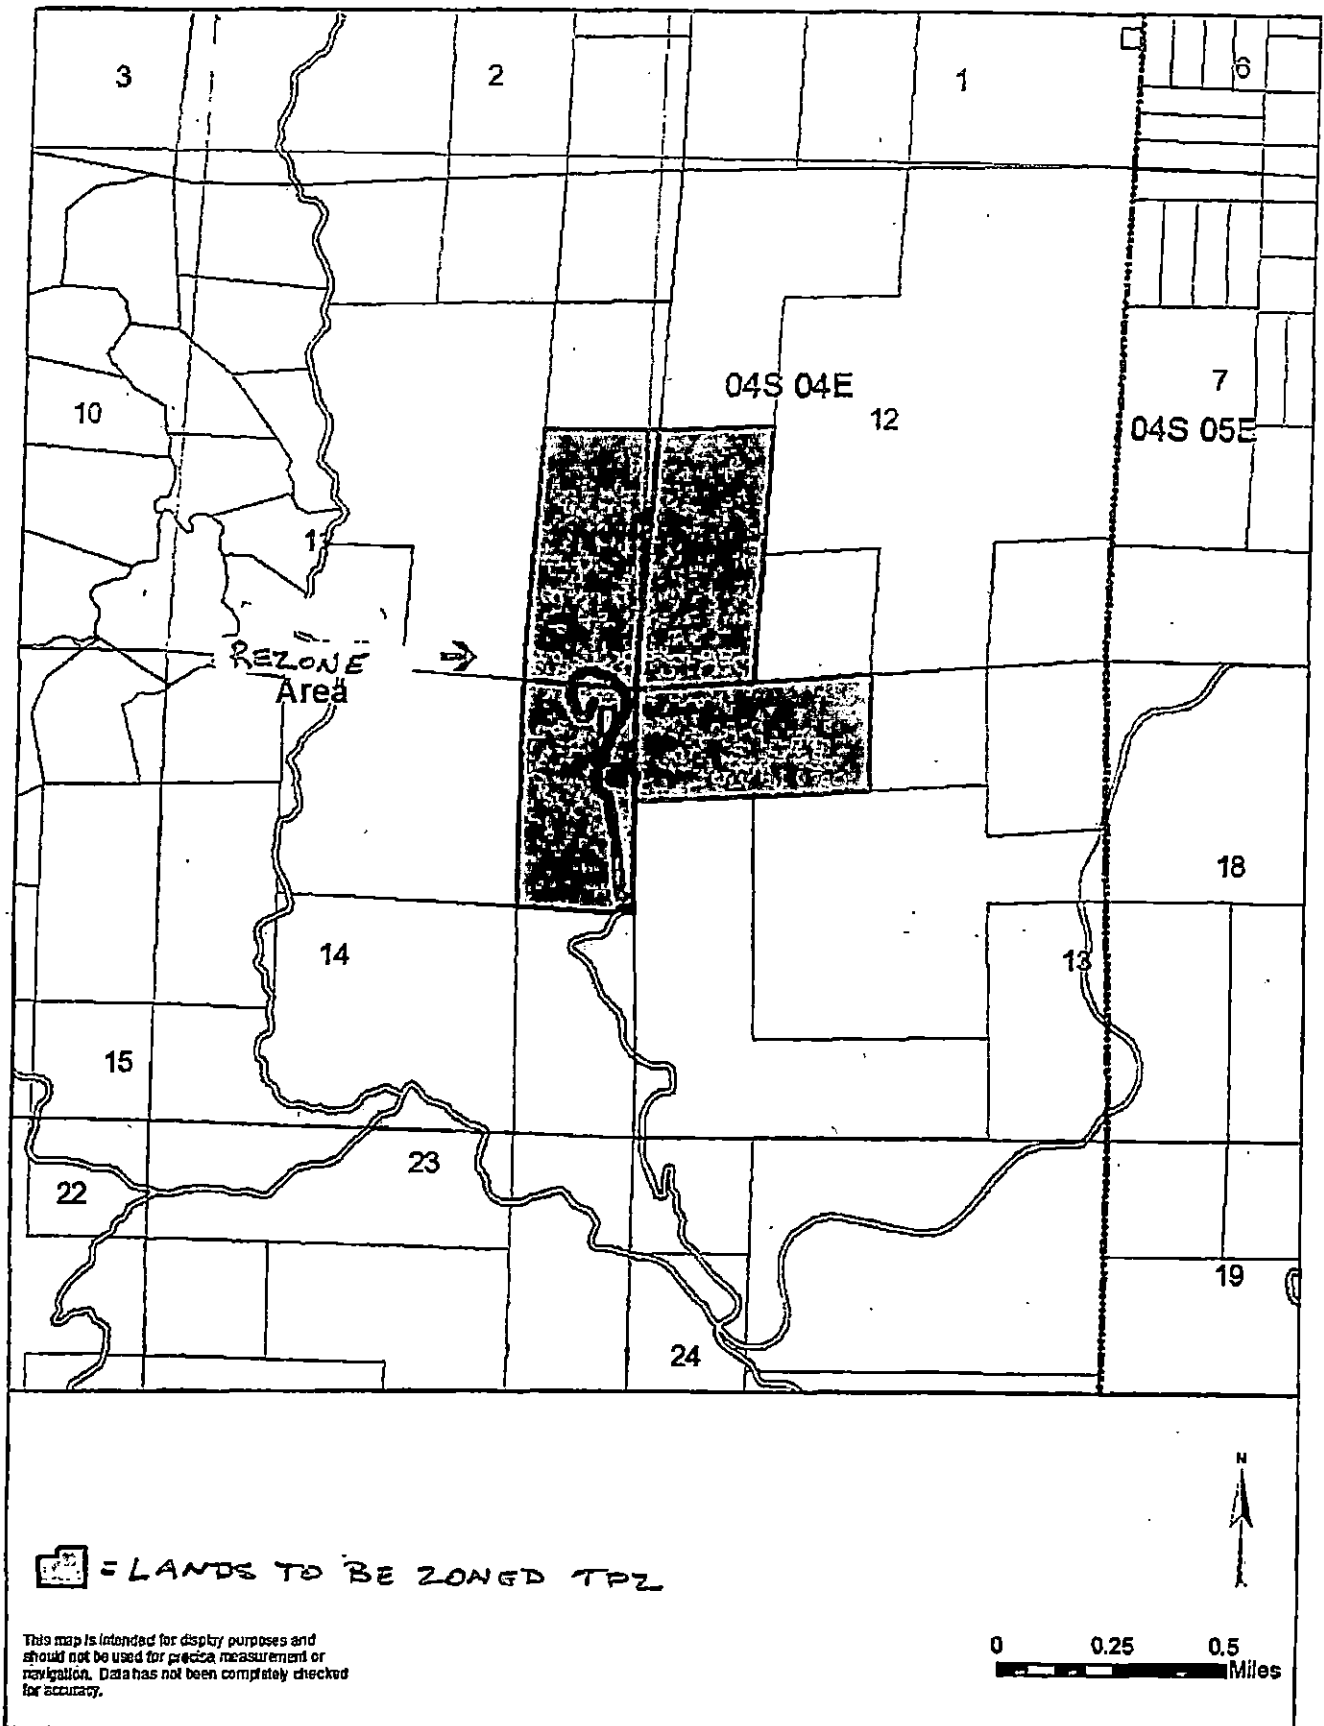 3
2
1
6
04S 04E
7
10
12
04S 05E
11
REZONE
Area
18
14
13
15
23
22
19
24
N
= LANDS TO BE ZONED TPZ
This map is intended for display purposes and
should not be used for precise measurement or
navigation. Data has not been completely checked
for accuracy.
0 0.25 0.5
Miles